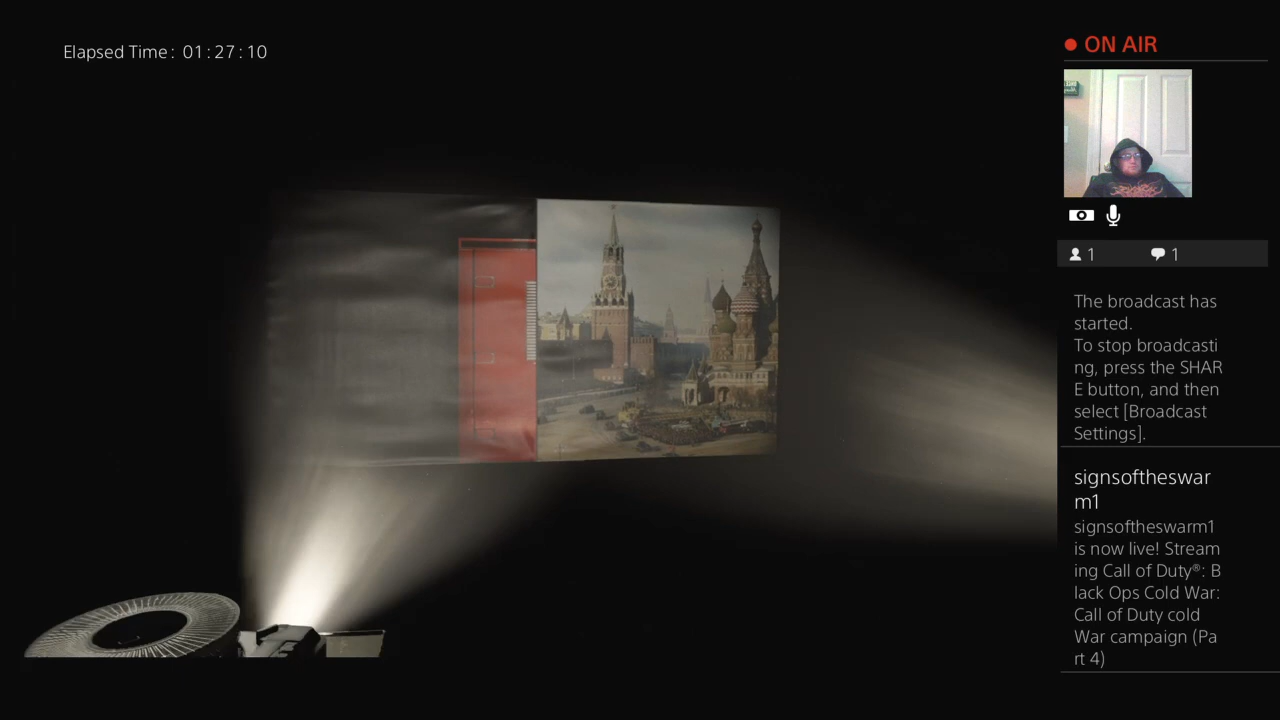 Elapsed Time: 01:27:10
ON AIR
1
1
The broadcast has
started.
To stop broadcasti
ng, press the SHAR
E button, and then
select [Broadcast
Settings].
signsoftheswar
m1
signsoftheswarm1
is now live! Stream
ing Call of Duty®: B
lack Ops Cold War:
Call of Duty cold
War campaign (Pa
rt 4)